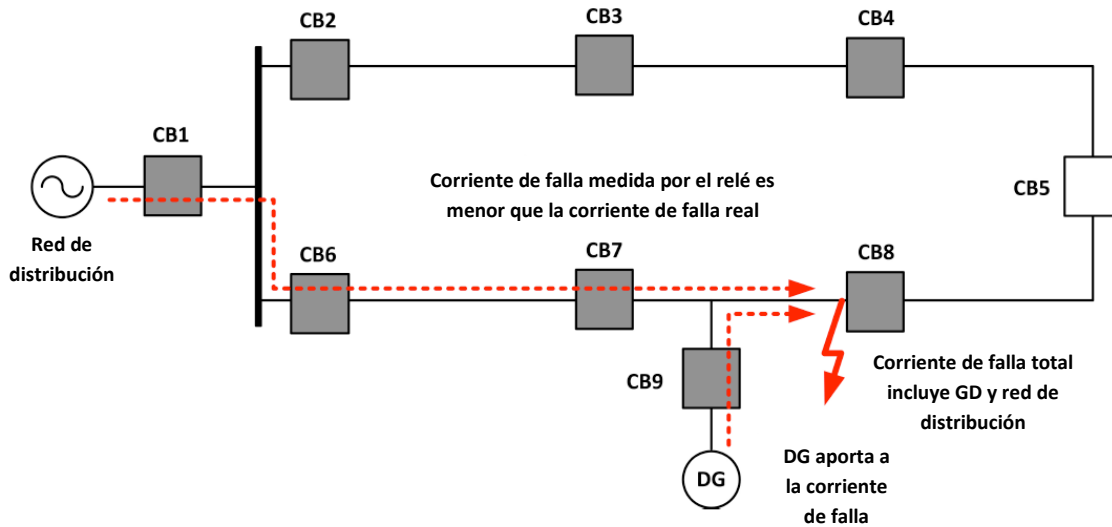 CB2
CB3
CB4
CB1
Corriente de falla medida por el relé es
menor que la corriente de falla real
CB5
Red de
distribución
CB6
CB7
CB8
CB9
Corriente de falla total
incluye GD y red de
distribución
DG
DG aporta a
la corriente
de falla